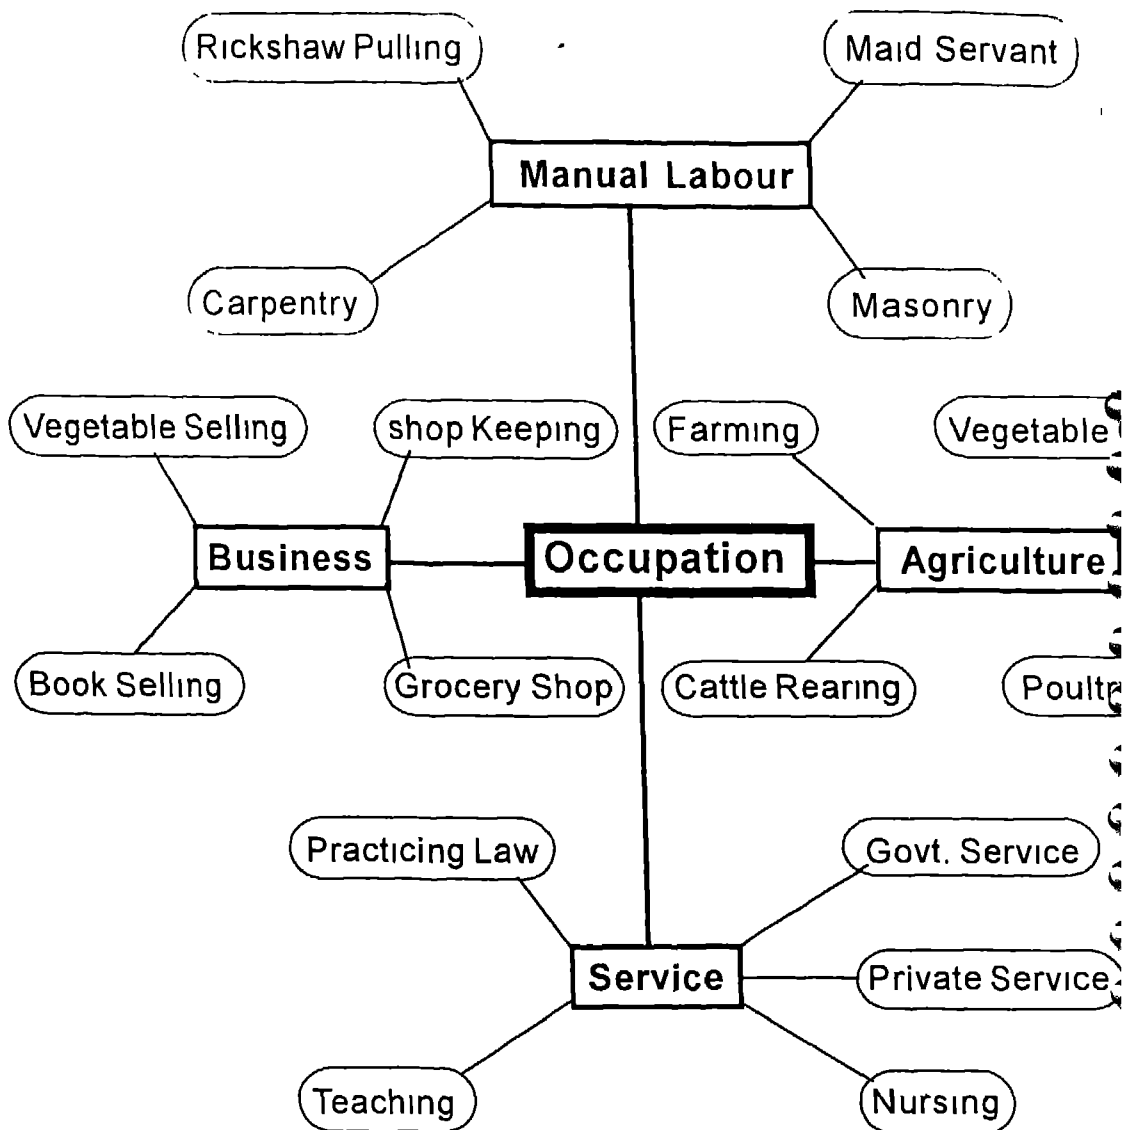 Rickshaw Pulling
Maid Servant
Manual Labour
Carpentry
Masonry
Vegetable Selling
shop Keeping
Farming
Vegetable
Business
Occupation
Agriculture
Book Selling
Grocery Shop
Cattle Rearing
Practicing Law
Govt. Service
Service
Private Service
Teaching
Nursing